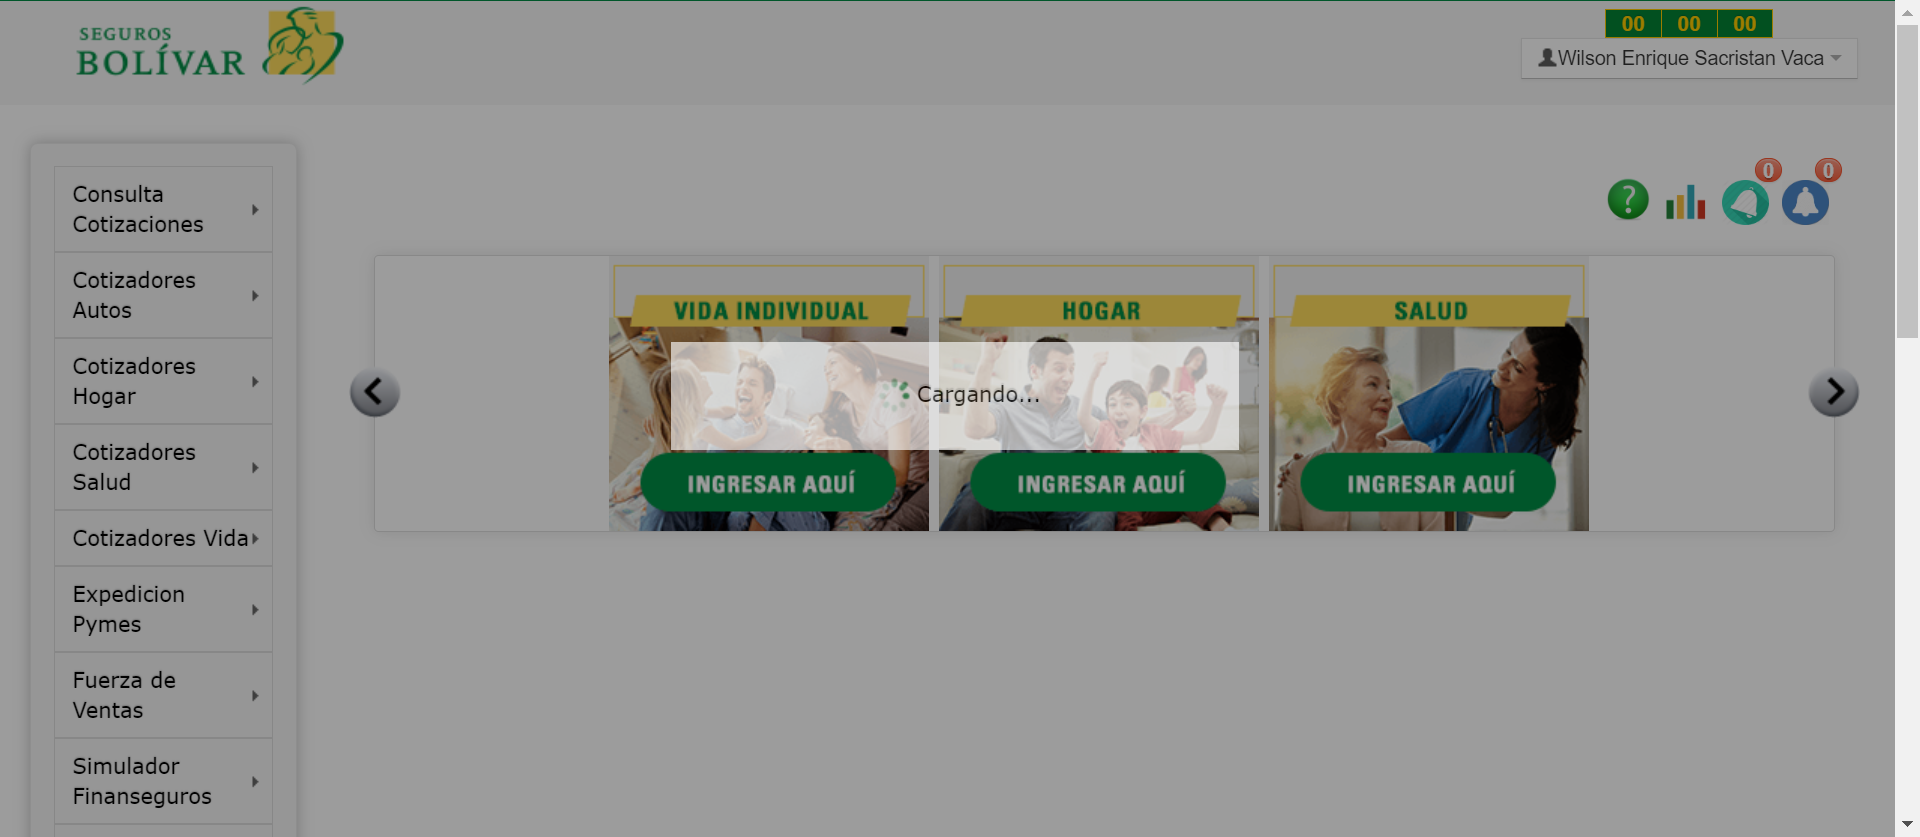 SEGUROS
BOLÍVAR
00 00 00
Wilson Enrique Sacristan Vaca
Consulta
Cotizaciones
Cotizadores
Autos
Cotizadores
Hogar
Cotizadores
Salud
Cotizadores Vida
Expedicion
Pymes
Fuerza de
Ventas
Simulador
Finanseguros
?
0
0
VIDA INDIVIDUAL
HOGAR
SALUD
Cargando...
INGRESAR AQUÍ
INGRESAR AQUÍ
INGRESAR AQUÍ